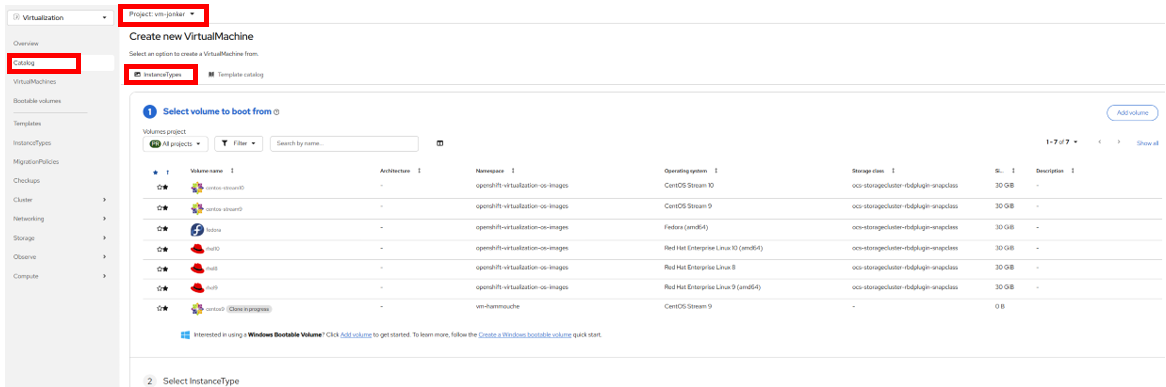 Virtualization
Project: vm-jonker
Overview
Catalog
VirtualMachines
Bootable volumes
Templates
InstanceTypes
MigrationPolicies
Checkups
Cluster
Networking
Storage
Observe
Compute
Create new VirtualMachine
Select an option to create a VirtualMachine from.
InstanceTypes Template catalog
1 Select volume to boot from
Add volume
Volumes project
PR All projects Filter Search by name... 1 - 7 of 7 Show all
Volume name Architecture Namespace Operating system Storage class Si... Description
centos-stream10 - openshift-virtualization-os-images CentOS Stream 10 ocs-storagecluster-rbdplugin-snapclass 30 GiB -
centos-stream9 - openshift-virtualization-os-images CentOS Stream 9 ocs-storagecluster-rbdplugin-snapclass 30 GiB -
fedora - openshift-virtualization-os-images Fedora (amd64) ocs-storagecluster-rbdplugin-snapclass 30 GiB -
rhel10 - openshift-virtualization-os-images Red Hat Enterprise Linux 10 (amd64) ocs-storagecluster-rbdplugin-snapclass 30 GiB -
rhel8 - openshift-virtualization-os-images Red Hat Enterprise Linux 8 ocs-storagecluster-rbdplugin-snapclass 30 GiB -
rhel9 - openshift-virtualization-os-images Red Hat Enterprise Linux 9 (amd64) ocs-storagecluster-rbdplugin-snapclass 30 GiB -
centos9 Clone in progress - vm-hammouche CentOS Stream 9 - 0 B -
Interested in using a Windows Bootable Volume? Click Add volume to get started. To learn more, follow the Create a Windows bootable volume quick start.
2 Select InstanceType